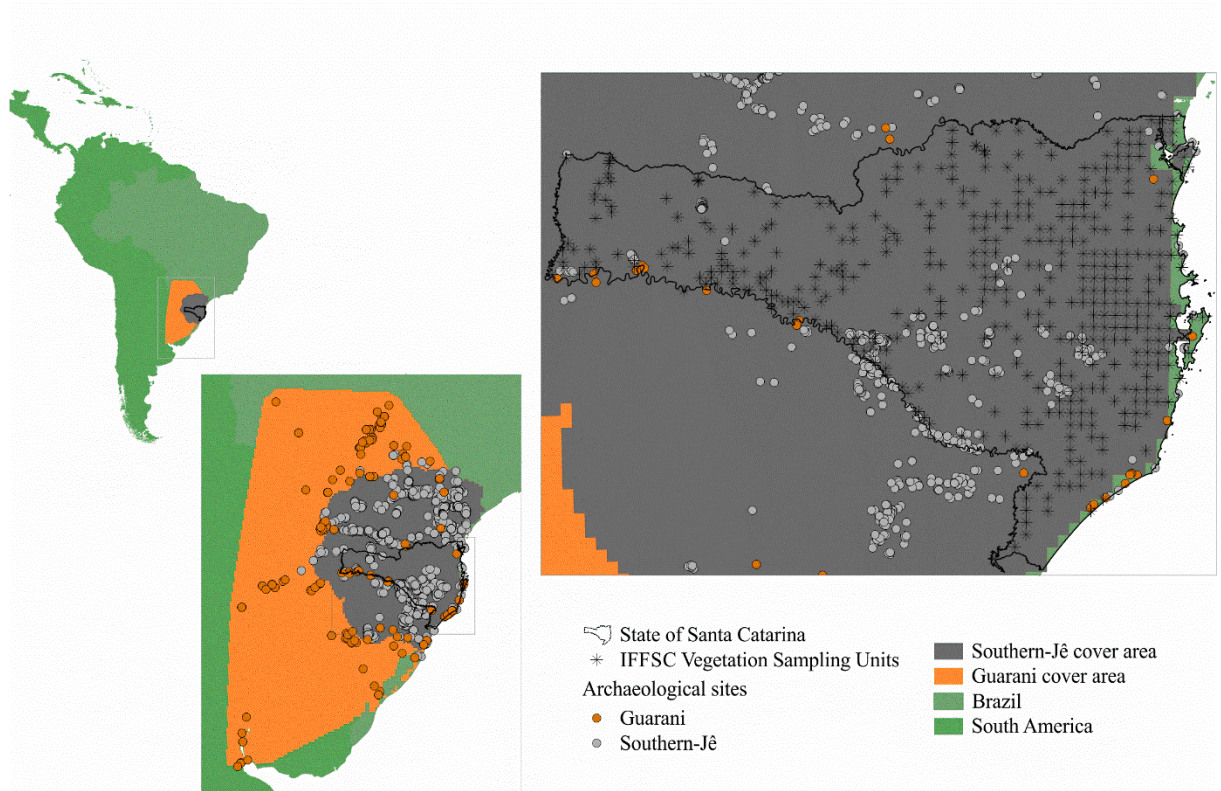 State of Santa Catarina
IFFSC Vegetation Sampling Units
Archaeological sites
Guarani
Southern-Jê
Southern-Jê cover area
Guarani cover area
Brazil
South America